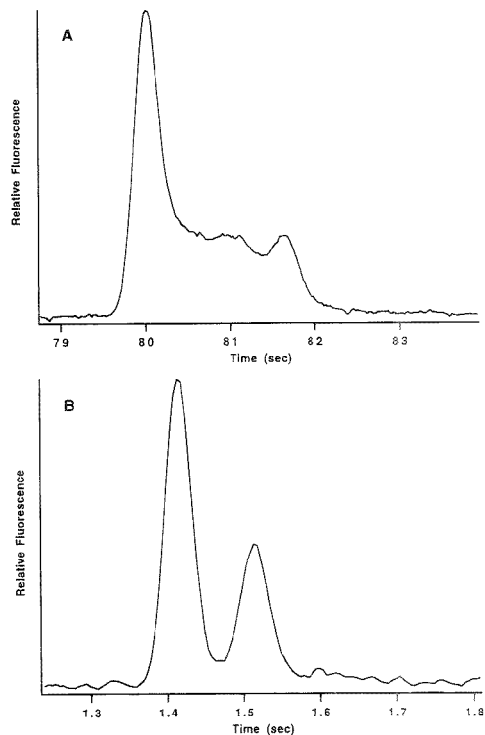 A
Relative Fluorescence
79 80 81 82 83
Time (sec)
B
Relative Fluorescence
1.3 1.4 1.5 1.6 1.7 1.8
Time (sec)